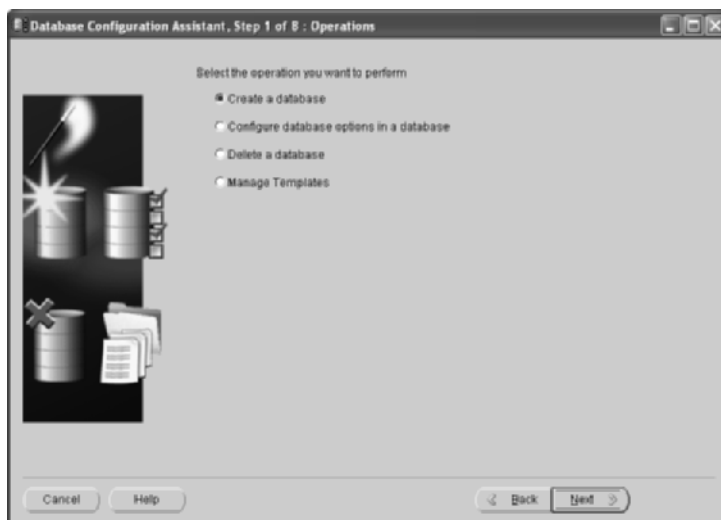 Database Configuration Assistant, Step 1 of 8 : Operations
Select the operation you want to perform
Create a database
Configure database options in a database
Delete a database
Manage Templates
Cancel
Help
Back
Next